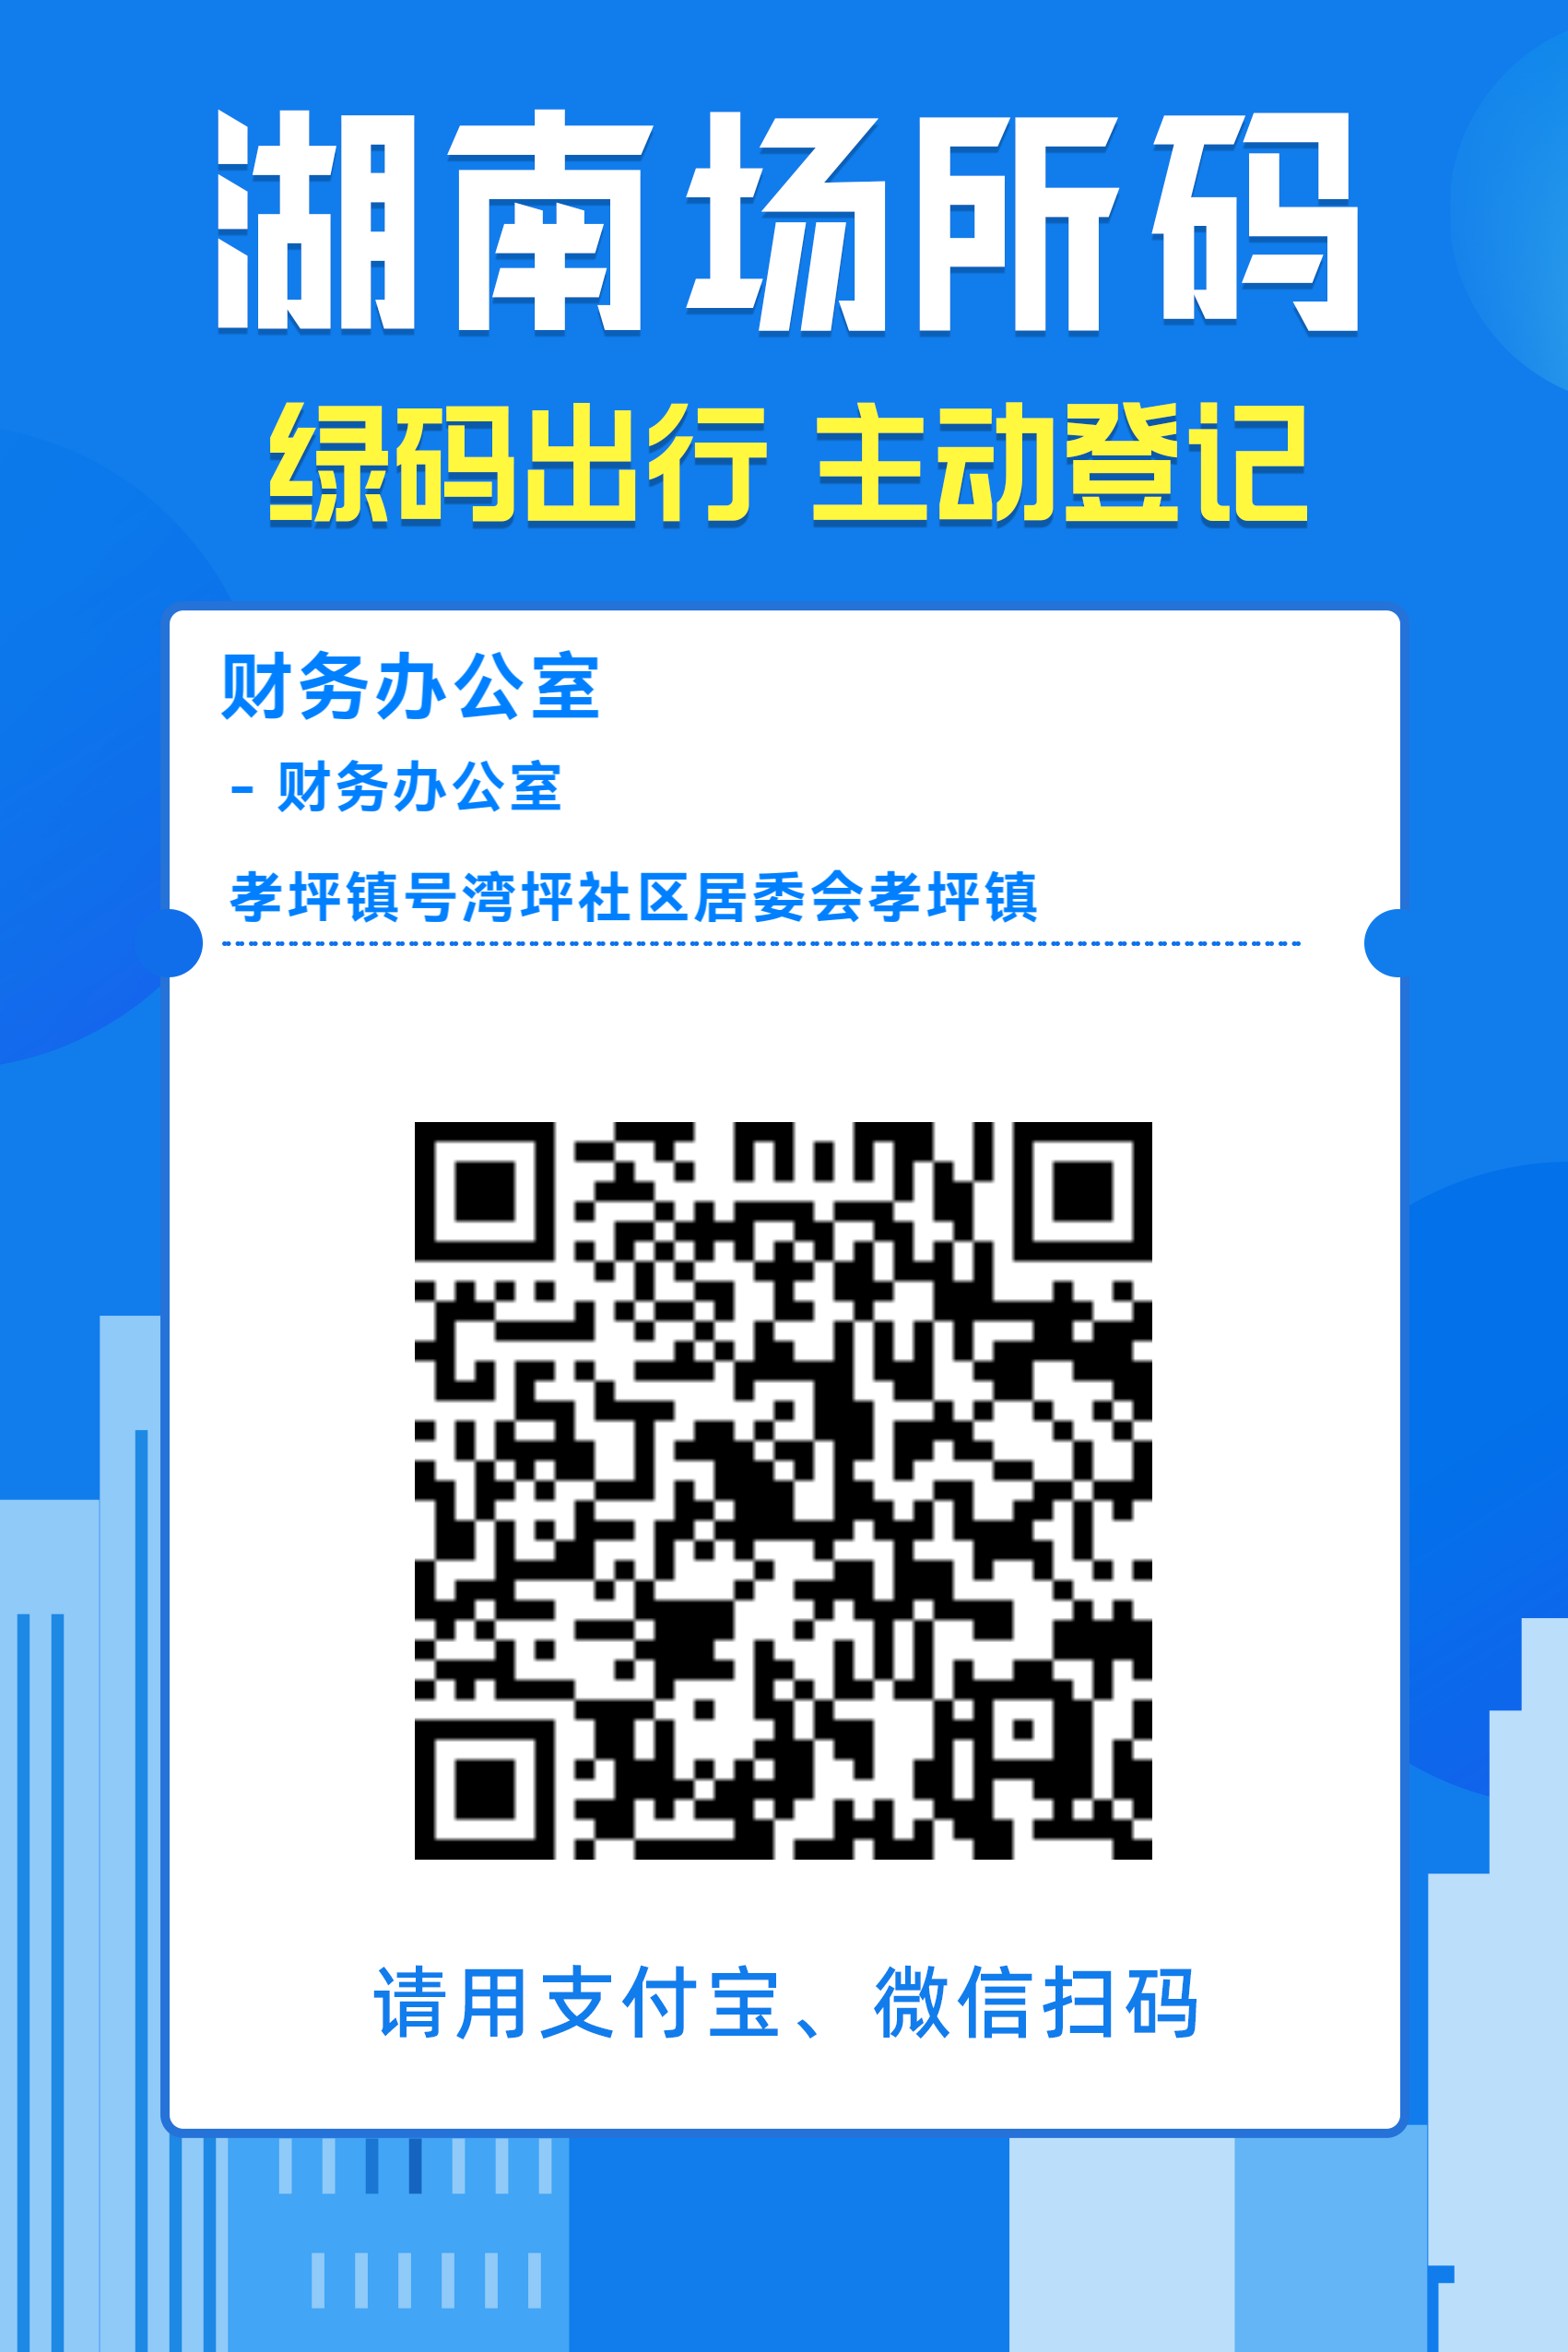 湖南场所码
绿码出行 主动登记
财务办公室
- 财务办公室
孝坪镇号湾坪社区居委会孝坪镇
请用支付宝、微信扫码